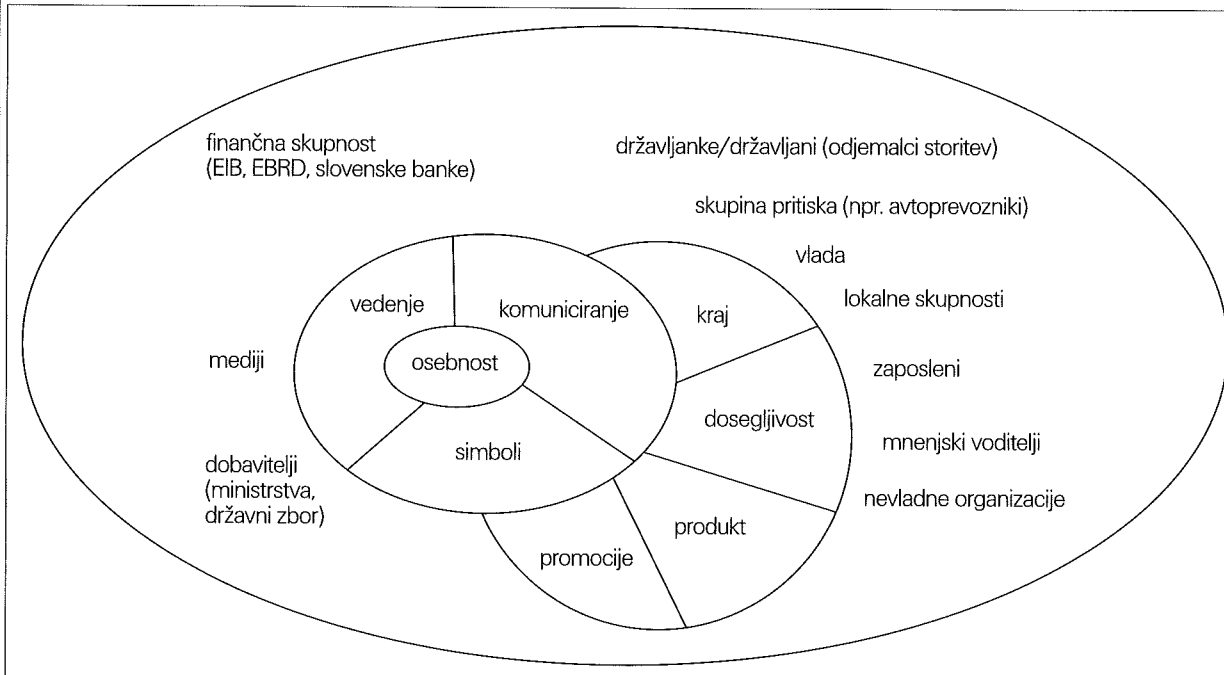 finančna skupnost
(EIB, EBRD, slovenske banke)
državljanke/državljani (odjemalci storitev)
skupina pritiska (npr. avtoprevozniki)
vlada
lokalne skupnosti
vedenje
komuniciranje
kraj
mediji
osebnost
zaposleni
dosegljivost
mnenjski voditelji
simboli
dobavitelji
(ministrstva,
državni zbor)
nevladne organizacije
produkt
promocije